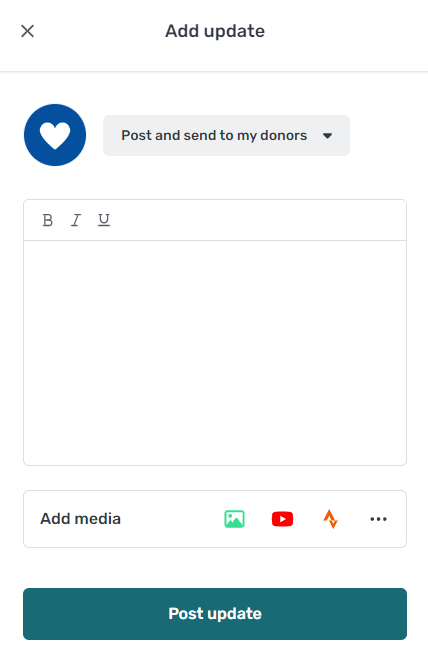 Add update
Post and send to my donors
B I U
Add media
Post update